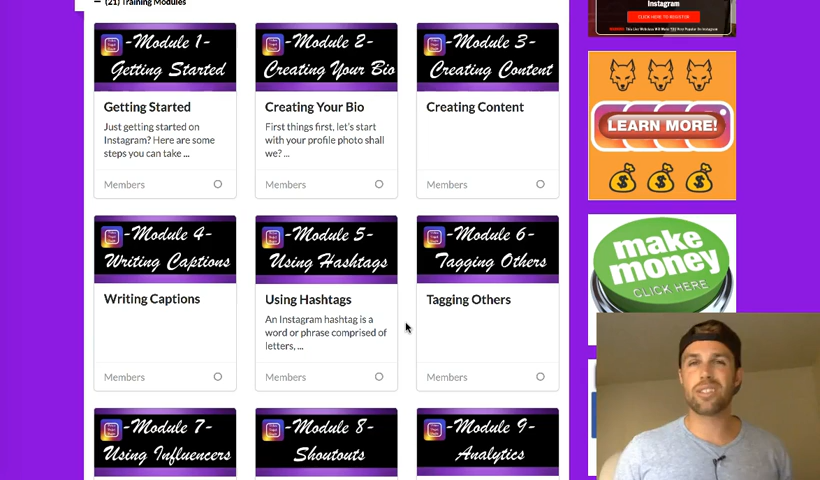 (21) Training Modules
-Module 1-
Getting Started
Getting Started
Just getting started on
Instagram? Here are some
steps you can take ...
Members
-Module 2-
Creating Your Bio
Creating Your Bio
First things first, let's start
with your profile photo shall
we? ...
Members
-Module 3-
Creating Content
Creating Content
Members
-Module 4-
Writing Captions
Writing Captions
Members
-Module 5-
Using Hashtags
Using Hashtags
An Instagram hashtag is a
word or phrase comprised of
letters, ...
Members
-Module 6-
Tagging Others
Tagging Others
Members
-Module 7-
Using Influencers
-Module 8-
Shoutouts
-Module 9-
Analytics
Instagram
CLICK HERE TO REGISTER
LEARN MORE!
make
money
CLICK HERE